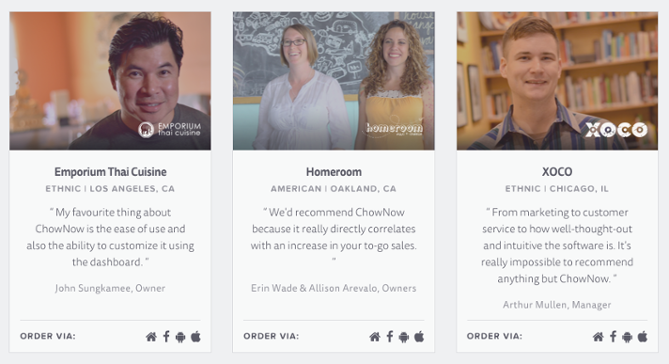 EMPORIUM
thai cuisine
homeroom
XOCO
Emporium Thai Cuisine
ETHNIC | LOS ANGELES, CA
“ My favourite thing about
ChowNow is the ease of use and
also the ability to customize it using
the dashboard. “
John Sungkamee, Owner
ORDER VIA:
Homeroom
AMERICAN | OAKLAND, CA
“ We’d recommend ChowNow
because it really directly correlates
with an increase in your to-go sales.
“
Erin Wade & Allison Arevalo, Owners
ORDER VIA:
XOCO
ETHNIC | CHICAGO, IL
“ From marketing to customer
service to how well-thought-out
and intuitive the software is. It’s
really impossible to recommend
anything but ChowNow. “
Arthur Mullen, Manager
ORDER VIA: